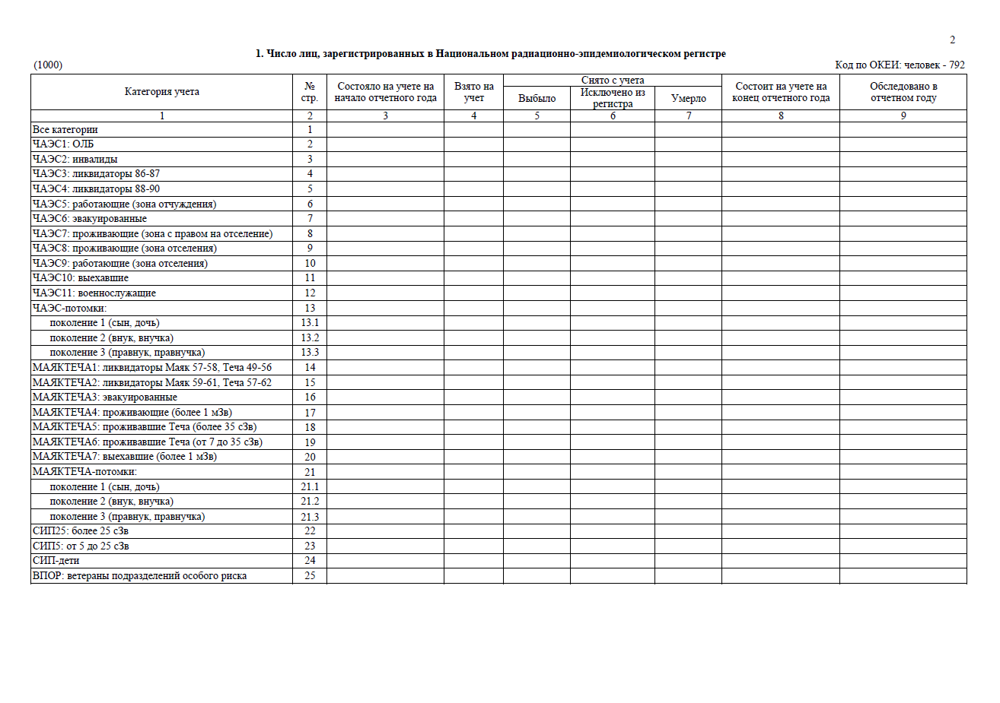 2
1. Число лиц, зарегистрированных в Национальном радиационно-эпидемиологическом регистре
(1000) Код по ОКЕИ: человек - 792
Категория учета
№ стр.
Состояло на учете на начало отчетного года
Взято на учет
Снято с учета
Выбыло
Исключено из регистра
Умерло
Состоит на учете на конец отчетного года
Обследовано в отчетном году
1 2 3 4 5 6 7 8 9
Все категории 1
ЧАЭС1: ОЛБ 2
ЧАЭС2: инвалиды 3
ЧАЭС3: ликвидаторы 86-87 4
ЧАЭС4: ликвидаторы 88-90 5
ЧАЭС5: работающие (зона отчуждения) 6
ЧАЭС6: эвакуированные 7
ЧАЭС7: проживающие (зона с правом на отселение) 8
ЧАЭС8: проживающие (зона отселения) 9
ЧАЭС9: работающие (зона отселения) 10
ЧАЭС10: выехавшие 11
ЧАЭС11: военнослужащие 12
ЧАЭС-потомки: 13
поколение 1 (сын, дочь) 13.1
поколение 2 (внук, внучка) 13.2
поколение 3 (правнук, правнучка) 13.3
МАЯКТЕЧА1: ликвидаторы Маяк 57-58, Теча 49-56 14
МАЯКТЕЧА2: ликвидаторы Маяк 59-61, Теча 57-62 15
МАЯКТЕЧА3: эвакуированные 16
МАЯКТЕЧА4: проживающие (более 1 мЗв) 17
МАЯКТЕЧА5: проживавшие Теча (более 35 сЗв) 18
МАЯКТЕЧА6: проживавшие Теча (от 7 до 35 сЗв) 19
МАЯКТЕЧА7: выехавшие (более 1 мЗв) 20
МАЯКТЕЧА-потомки: 21
поколение 1 (сын, дочь) 21.1
поколение 2 (внук, внучка) 21.2
поколение 3 (правнук, правнучка) 21.3
СИП25: более 25 сЗв 22
СИП5: от 5 до 25 сЗв 23
СИП-дети 24
ВПОР: ветераны подразделений особого риска 25